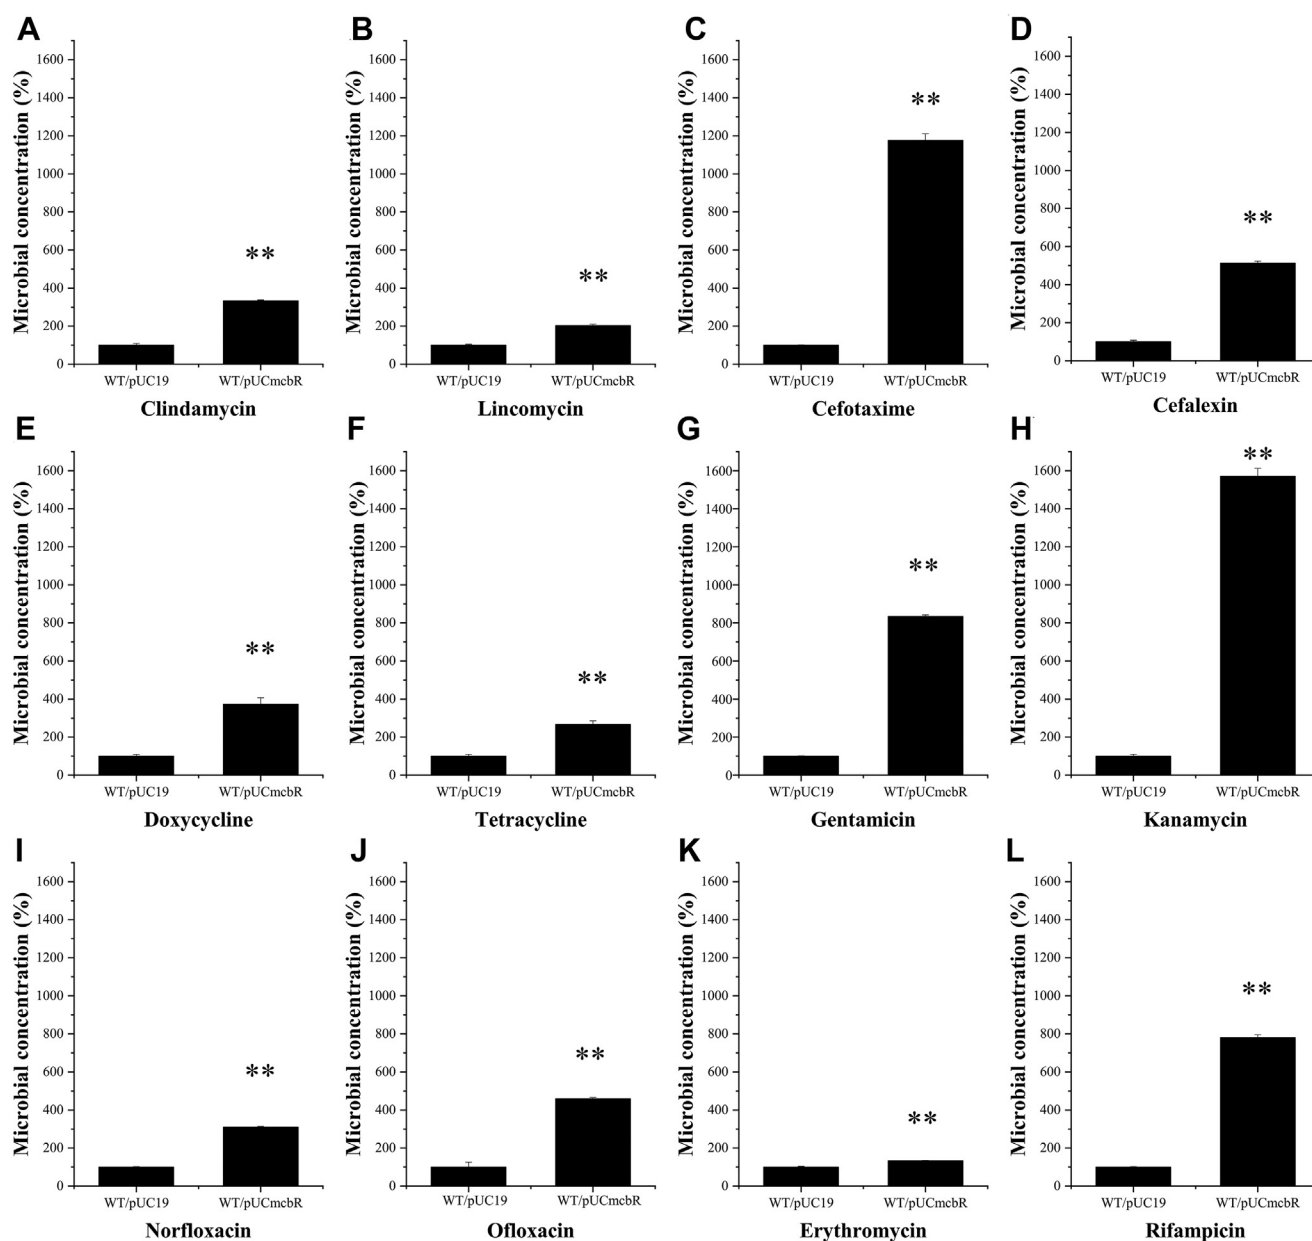 A
Microbial concentration (%)
1600
1400
1200
1000
800
600
400
200
0
**
WT/pUC19 WT/pUCmcbR
Clindamycin
B
Microbial concentration (%)
1600
1400
1200
1000
800
600
400
200
0
**
WT/pUC19 WT/pUCmcbR
Lincomycin
C
Microbial concentration (%)
1600
1400
1200
1000
800
600
400
200
0
**
WT/pUC19 WT/pUCmcbR
Cefotaxime
D
Microbial concentration (%)
1600
1400
1200
1000
800
600
400
200
0
**
WT/pUC19 WT/pUCmcbR
Cefalexin
E
Microbial concentration (%)
1600
1400
1200
1000
800
600
400
200
0
**
WT/pUC19 WT/pUCmcbR
Doxycycline
F
Microbial concentration (%)
1600
1400
1200
1000
800
600
400
200
0
**
WT/pUC19 WT/pUCmcbR
Tetracycline
G
Microbial concentration (%)
1600
1400
1200
1000
800
600
400
200
0
**
WT/pUC19 WT/pUCmcbR
Gentamicin
H
Microbial concentration (%)
1600
1400
1200
1000
800
600
400
200
0
**
WT/pUC19 WT/pUCmcbR
Kanamycin
I
Microbial concentration (%)
1600
1400
1200
1000
800
600
400
200
0
**
WT/pUC19 WT/pUCmcbR
Norfloxacin
J
Microbial concentration (%)
1600
1400
1200
1000
800
600
400
200
0
**
WT/pUC19 WT/pUCmcbR
Ofloxacin
K
Microbial concentration (%)
1600
1400
1200
1000
800
600
400
200
0
**
WT/pUC19 WT/pUCmcbR
Erythromycin
L
Microbial concentration (%)
1600
1400
1200
1000
800
600
400
200
0
**
WT/pUC19 WT/pUCmcbR
Rifampicin